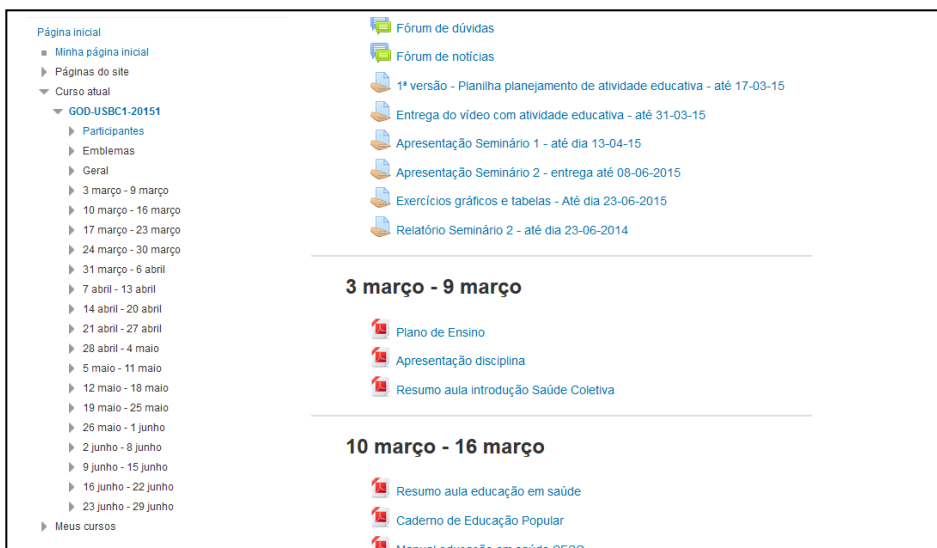 Página inicial
Minha página inicial
Páginas do site
Curso atual
GOD-USBC1-20151
Participantes
Emblemas
Geral
3 março - 9 março
10 março - 16 março
17 março - 23 março
24 março - 30 março
31 março - 6 abril
7 abril - 13 abril
14 abril - 20 abril
21 abril - 27 abril
28 abril - 4 maio
5 maio - 11 maio
12 maio - 18 maio
19 maio - 25 maio
26 maio - 1 junho
2 junho - 8 junho
9 junho - 15 junho
16 junho - 22 junho
23 junho - 29 junho
Meus cursos
Fórum de dúvidas
Fórum de notícias
1ª versão - Planilha planejamento de atividade educativa - até 17-03-15
Entrega do vídeo com atividade educativa - até 31-03-15
Apresentação Seminário 1 - até dia 13-04-15
Apresentação Seminário 2 - entrega até 08-06-2015
Exercícios gráficos e tabelas - Até dia 23-06-2015
Relatório Seminário 2 - até dia 23-06-2014
3 março - 9 março
Plano de Ensino
Apresentação disciplina
Resumo aula introdução Saúde Coletiva
10 março - 16 março
Resumo aula educação em saúde
Caderno de Educação Popular
Manual educação em saúde